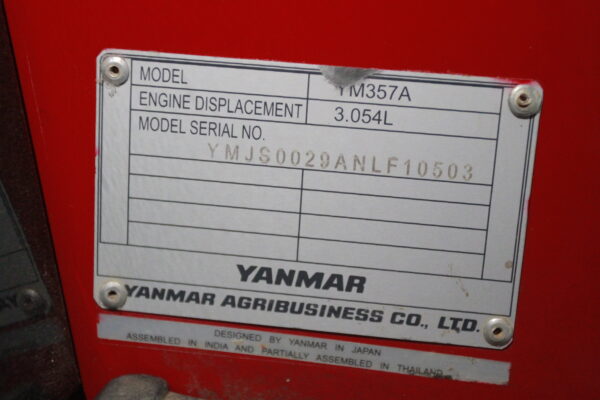 MODEL YM357A
ENGINE DISPLACEMENT 3.054L
MODEL SERIAL NO.
YMJS0029ANLF10503
YANMAR
YANMAR AGRIBUSINESS CO., LTD.
DESIGNED BY YANMAR IN JAPAN
ASSEMBLED IN INDIA AND PARTIALLY ASSEMBLED IN THAILAND